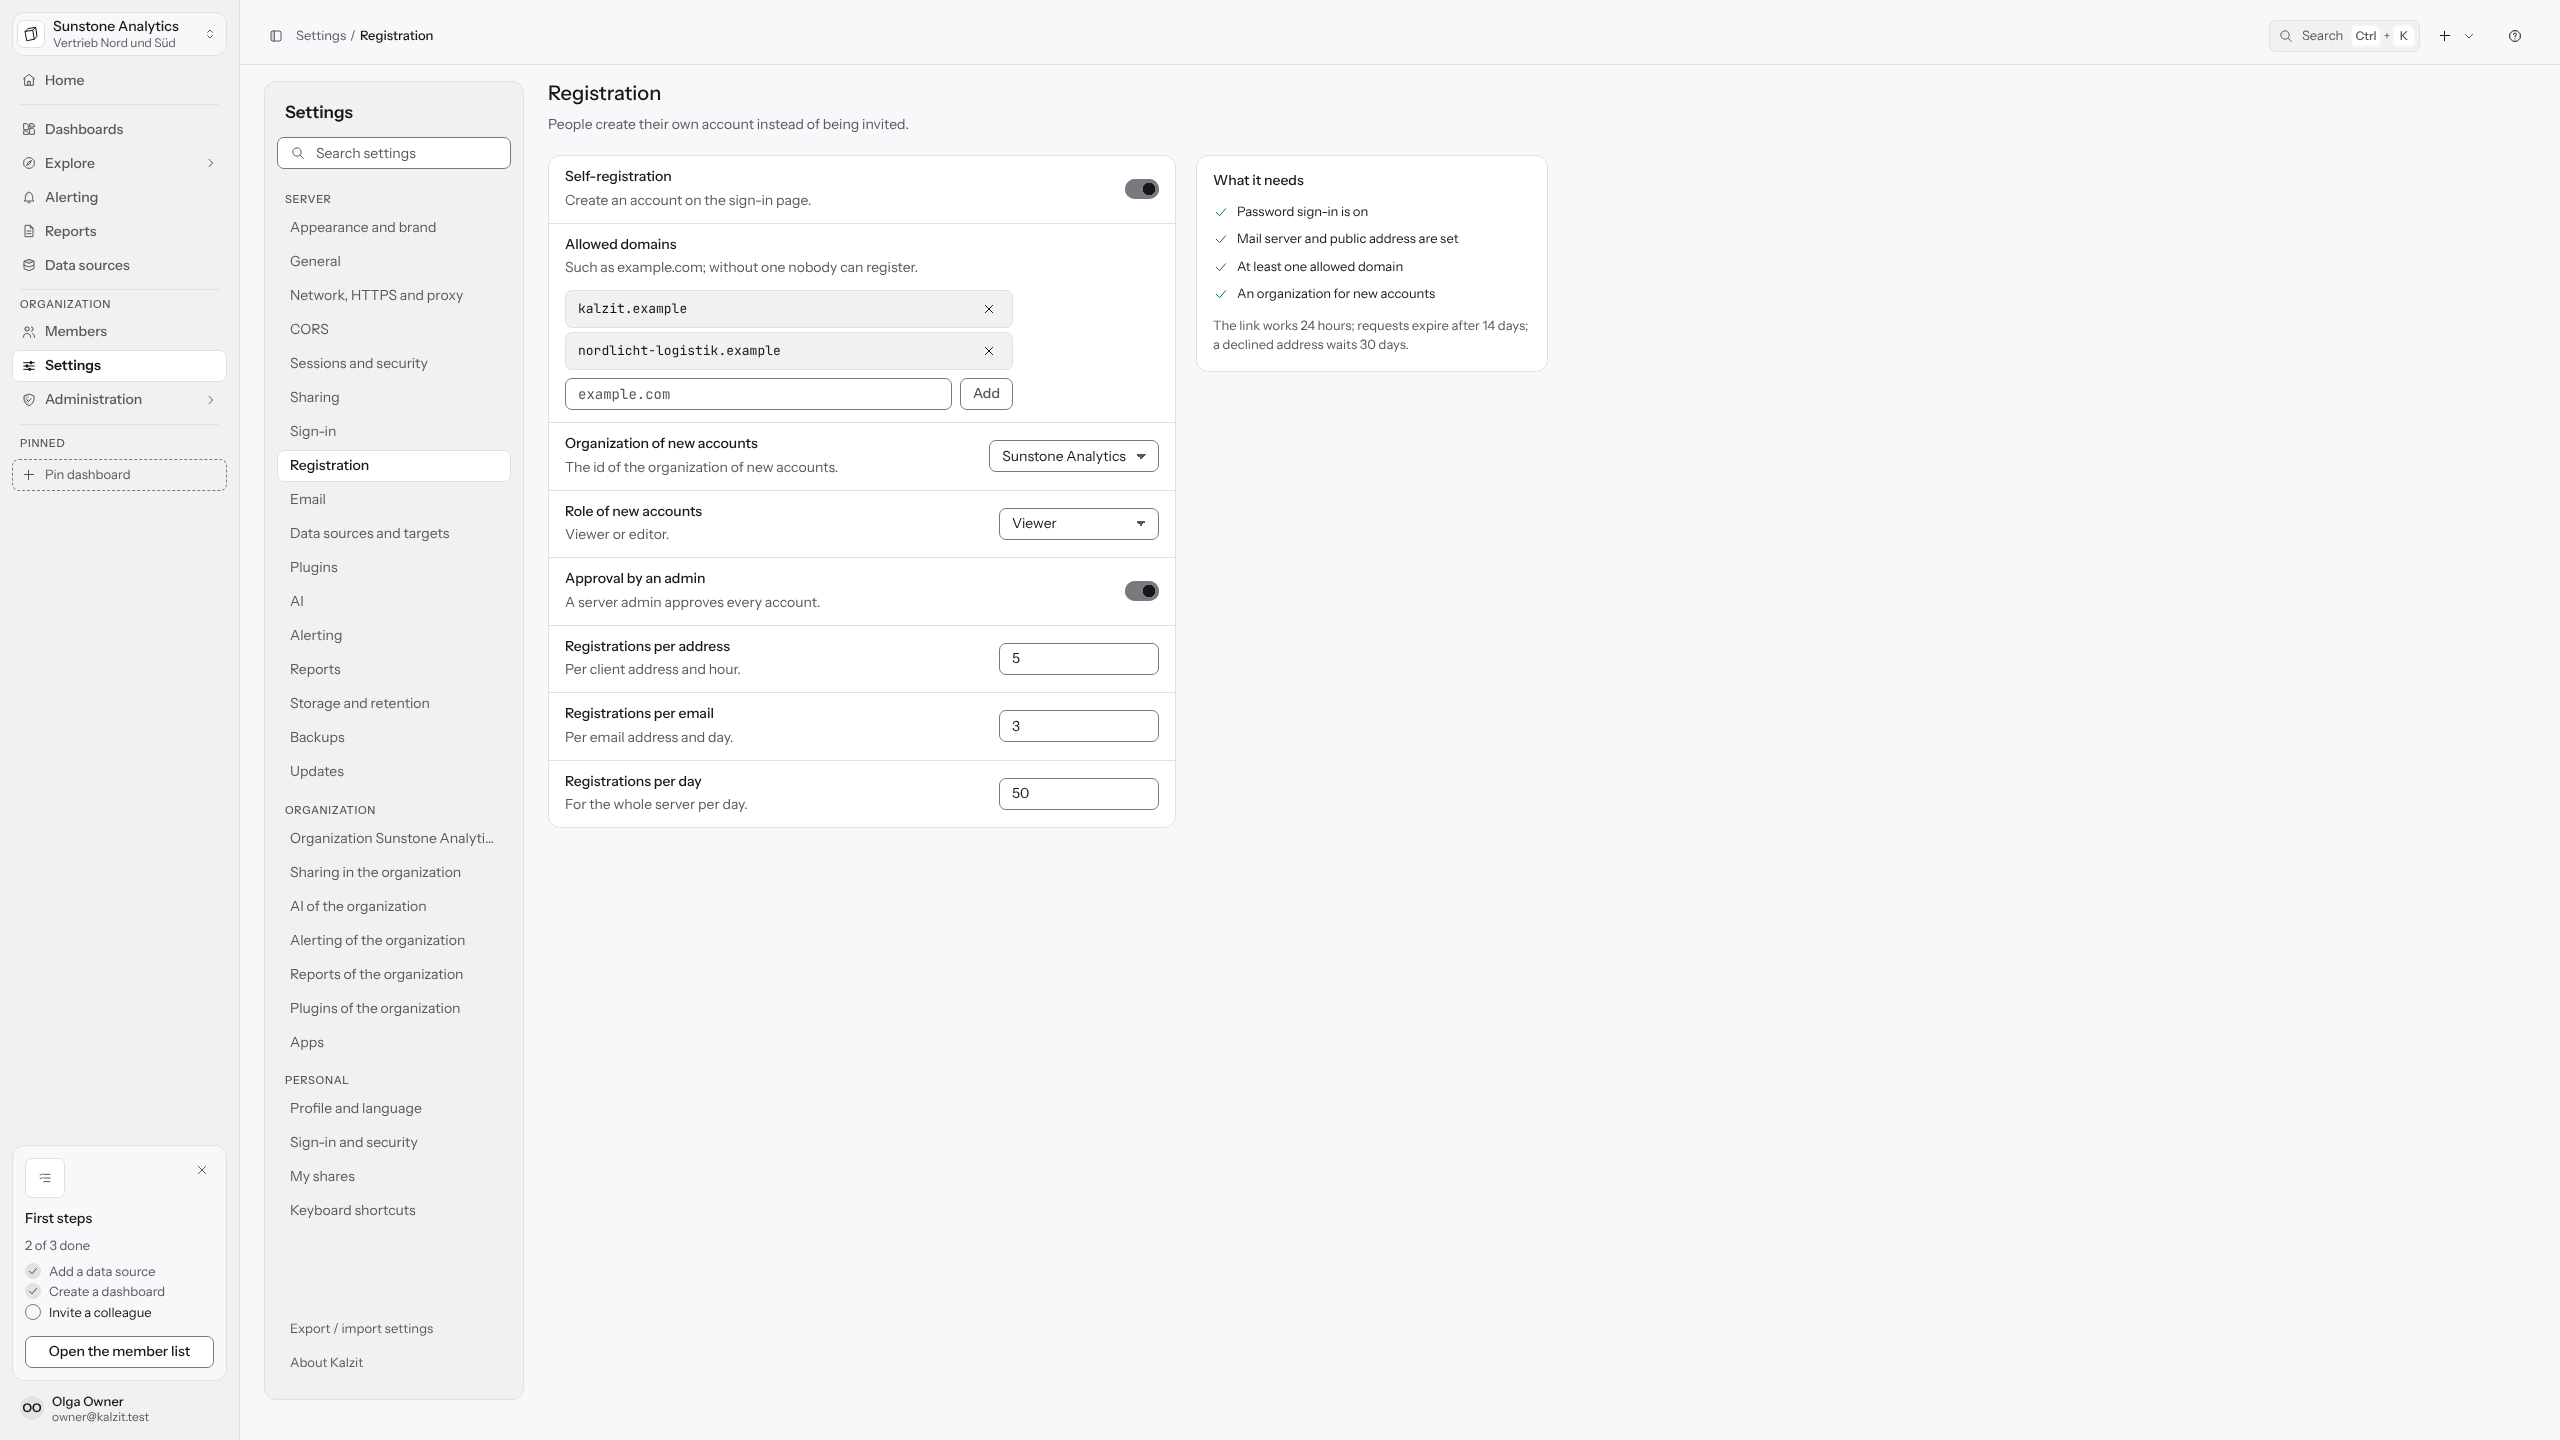 Sunstone Analytics
Vertrieb Nord und Süd
Home
Dashboards
Explore
Alerting
Reports
Data sources
ORGANIZATION
Members
Settings
Administration
PINNED
Pin dashboard
First steps
2 of 3 done
Add a data source
Create a dashboard
Invite a colleague
Open the member list
OO
Olga Owner
owner@kalzit.test
Settings / Registration
Search Ctrl + K
Settings
Search settings
SERVER
Appearance and brand
General
Network, HTTPS and proxy
CORS
Sessions and security
Sharing
Sign-in
Registration
Email
Data sources and targets
Plugins
AI
Alerting
Reports
Storage and retention
Backups
Updates
ORGANIZATION
Organization Sunstone Analyti...
Sharing in the organization
AI of the organization
Alerting of the organization
Reports of the organization
Plugins of the organization
Apps
PERSONAL
Profile and language
Sign-in and security
My shares
Keyboard shortcuts
Export / import settings
About Kalzit
Registration
People create their own account instead of being invited.
Self-registration
Create an account on the sign-in page.
Allowed domains
Such as example.com; without one nobody can register.
kalzit.example
nordlicht-logistik.example
example.com
Add
Organization of new accounts
The id of the organization of new accounts.
Sunstone Analytics
Role of new accounts
Viewer or editor.
Viewer
Approval by an admin
A server admin approves every account.
Registrations per address
Per client address and hour.
5
Registrations per email
Per email address and day.
3
Registrations per day
For the whole server per day.
50
What it needs
Password sign-in is on
Mail server and public address are set
At least one allowed domain
An organization for new accounts
The link works 24 hours; requests expire after 14 days;
a declined address waits 30 days.